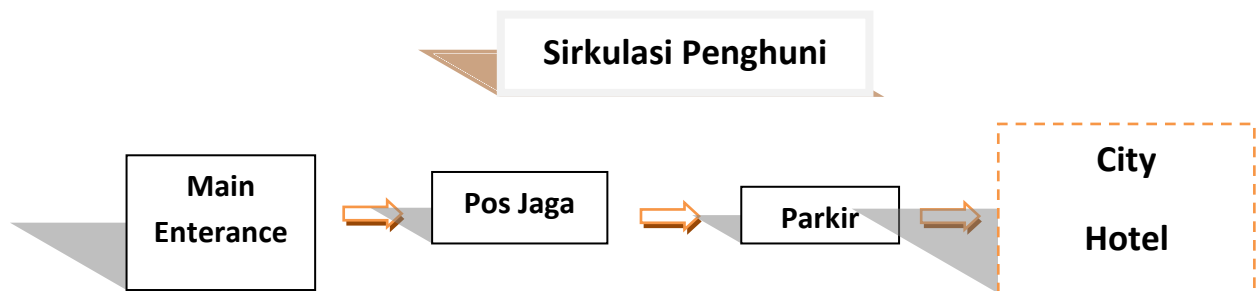 Sirkulasi Penghuni
Main
Enterance
Pos Jaga
Parkir
City
Hotel